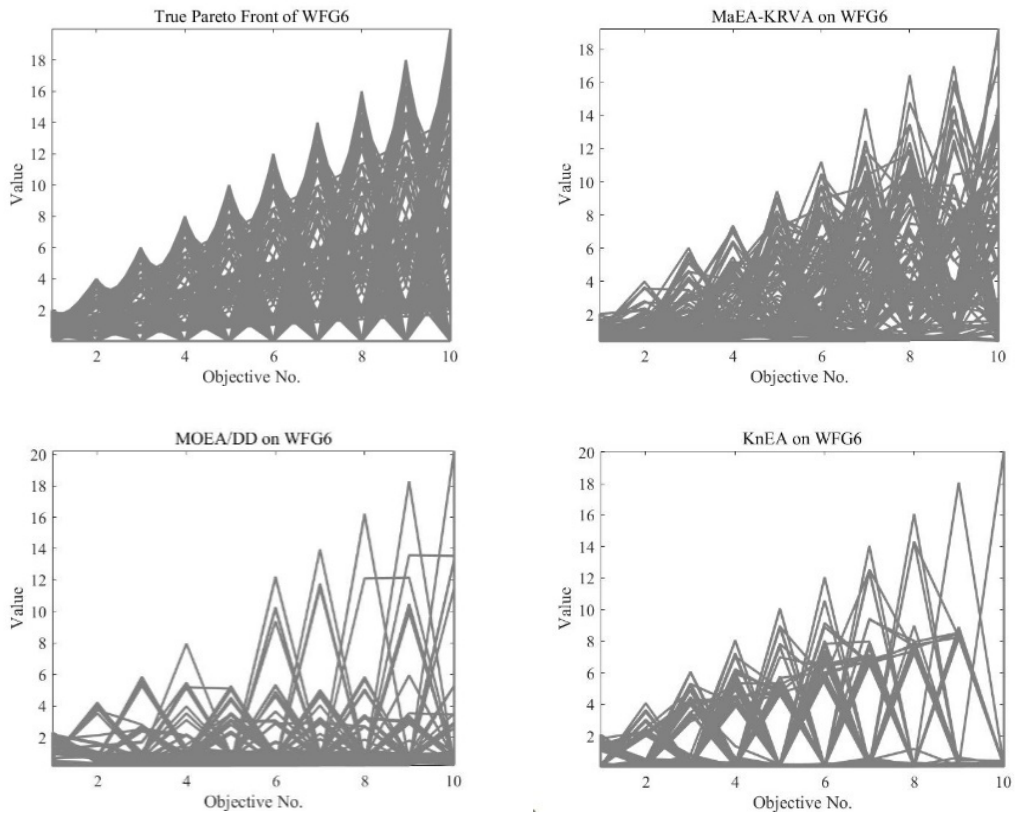 True Pareto Front of WFG6
18
16
14
12
10
8
6
4
2
Value
2 4 6 8 10
Objective No.
MaEA-KRVA on WFG6
18
16
14
12
10
8
6
4
2
Value
2 4 6 8 10
Objective No.
MOEA/DD on WFG6
20
18
16
14
12
10
8
6
4
2
Value
2 4 6 8 10
Objective No.
KnEA on WFG6
20
18
16
14
12
10
8
6
4
2
Value
2 4 6 8 10
Objective No.